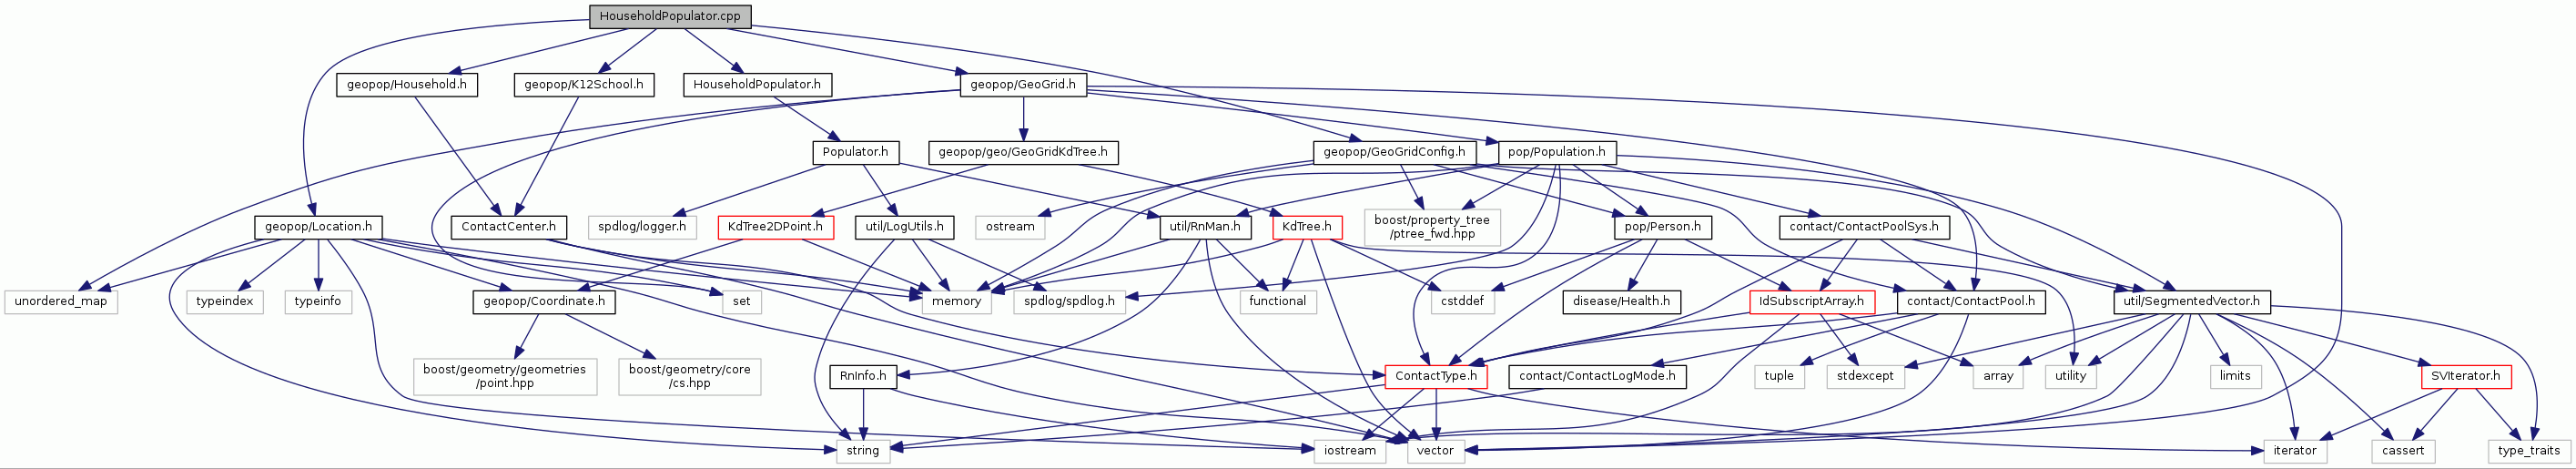 HouseholdPopulator.cpp
geopop/Household.h
geopop/K12School.h
HouseholdPopulator.h
geopop/GeoGrid.h
Populator.h
geopop/geo/GeoGridKdTree.h
geopop/GeoGridConfig.h
pop/Population.h
geopop/Location.h
ContactCenter.h
spdlog/logger.h
KdTree2DPoint.h
util/LogUtils.h
ostream
util/RnMan.h
KdTree.h
boost/property_tree
/ptree_fwd.hpp
pop/Person.h
contact/ContactPoolSys.h
unordered_map
typeindex
typeinfo
geopop/Coordinate.h
set
memory
spdlog/spdlog.h
functional
cstddef
disease/Health.h
IdSubscriptArray.h
contact/ContactPool.h
util/SegmentedVector.h
boost/geometry/geometries
/point.hpp
boost/geometry/core
/cs.hpp
RnInfo.h
ContactType.h
contact/ContactLogMode.h
tuple
stdexcept
array
utility
limits
SVIterator.h
string
iostream
vector
iterator
cassert
type_traits